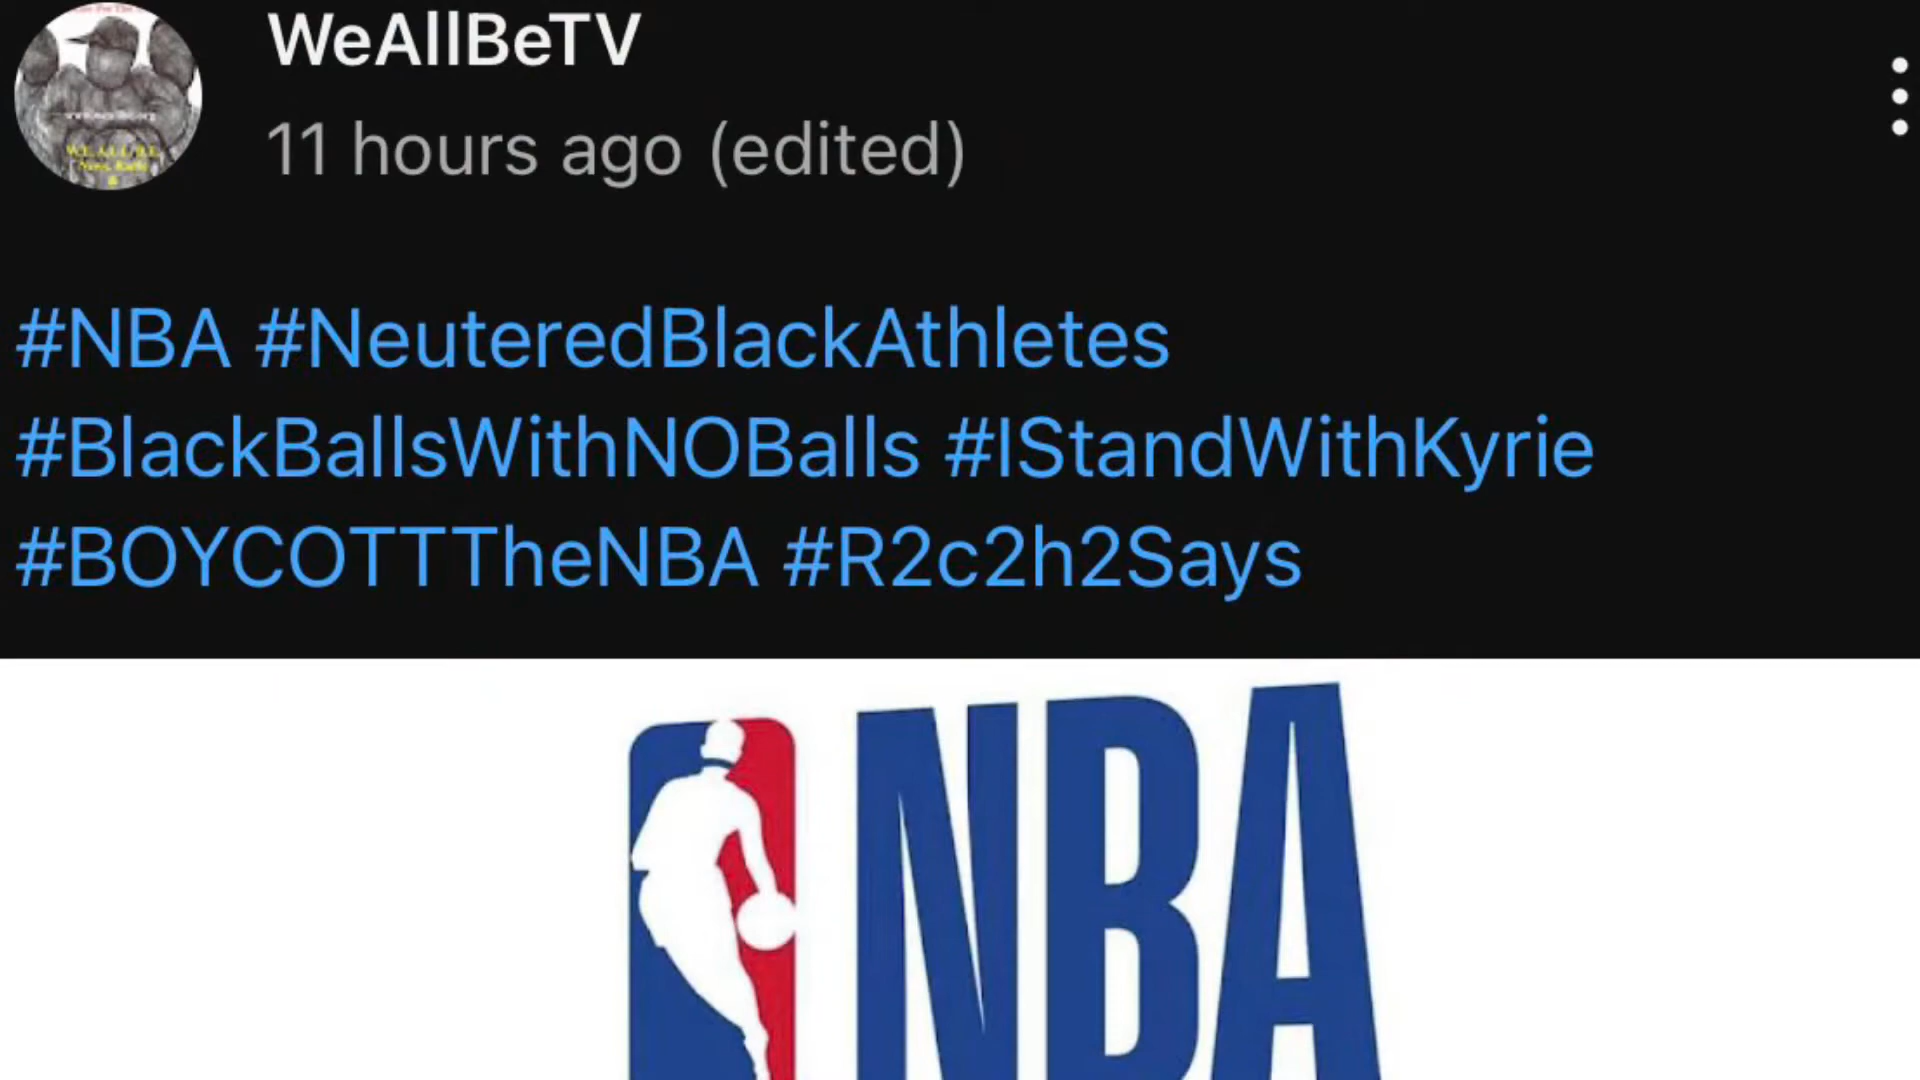 WeAllBeTV
11 hours ago (edited)
#NBA #NeuteredBlackAthletes
#BlackBallsWithNOBalls #IStandWithKyrie
#BOYCOTTTheNBA #R2c2h2Says
NBA